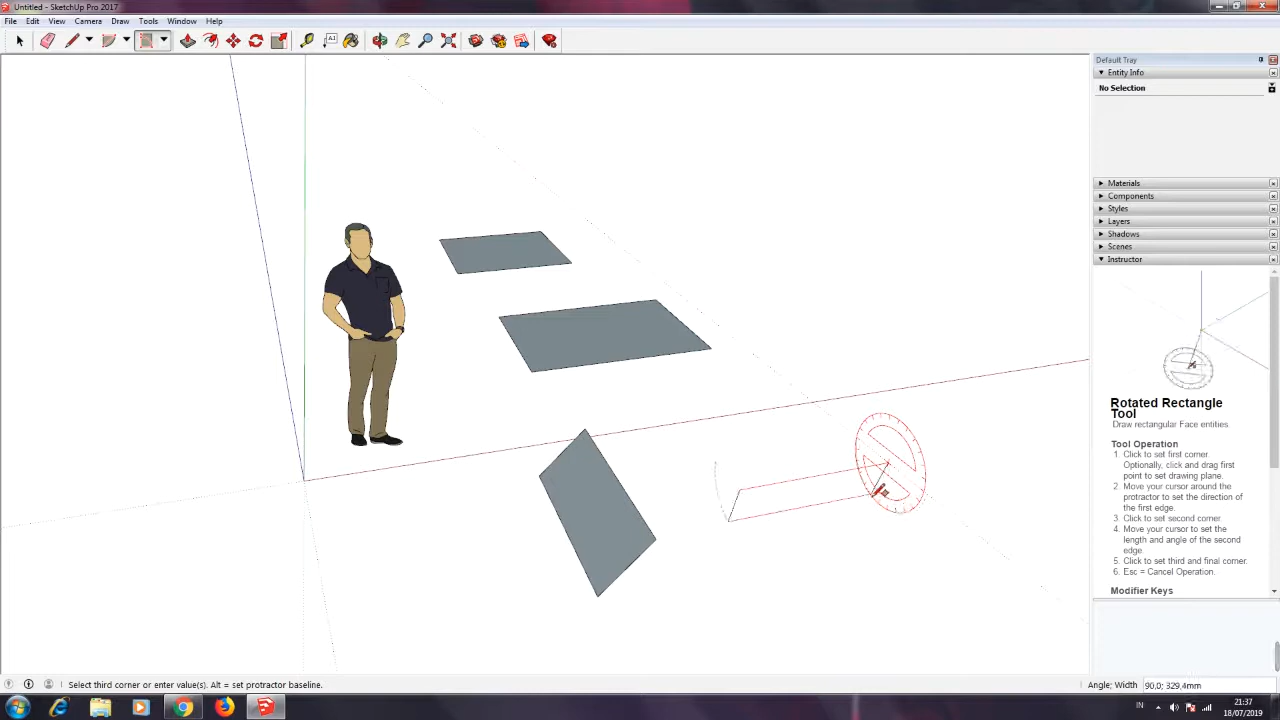 Untitled - SketchUp Pro 2017
File Edit View Camera Draw Tools Window Help
Default Tray
Entity Info
No Selection
Materials
Components
Styles
Layers
Shadows
Scenes
Instructor
Rotated Rectangle
Tool
Draw rectangular Face entities
Tool Operation
1 Click to set first corner.
Optionally, click and drag first
point to set drawing plane.
2 Move your cursor around the
protractor to set the direction of
the first edge.
3 Click to set second corner.
4 Move your cursor to set the
length and angle of the second
edge.
5 Click to set third and final corner.
6 Esc = Cancel Operation.
Modifier Keys
Select third corner or enter value(s). Alt = set protractor baseline.
Angle; Width 90,0; 329,4mm
IN
21:37
18/07/2019